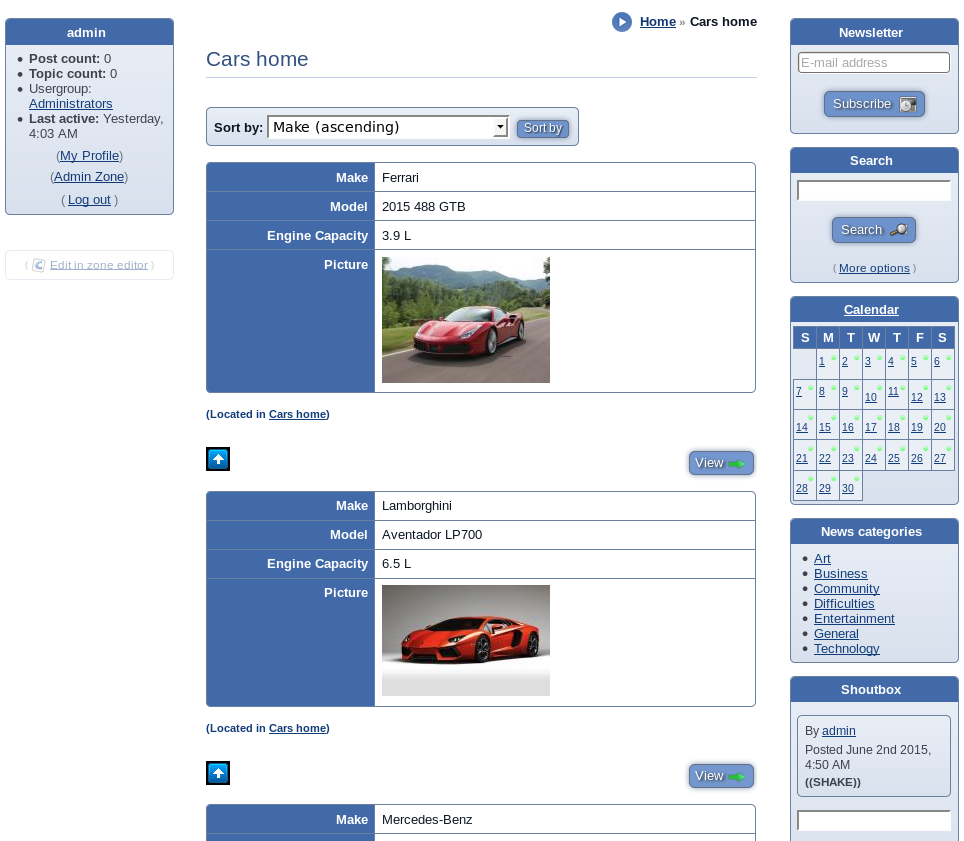 admin
Post count: 0
Topic count: 0
Usergroup:
Administrators
Last active: Yesterday,
4:03 AM
(My Profile)
(Admin Zone)
( Log out )
( Edit in zone editor )
Home » Cars home
Cars home
Sort by: Make (ascending) Sort by
Make Ferrari
Model 2015 488 GTB
Engine Capacity 3.9 L
Picture
(Located in Cars home)
View
Make Lamborghini
Model Aventador LP700
Engine Capacity 6.5 L
Picture
(Located in Cars home)
View
Make Mercedes-Benz
Newsletter
E-mail address
Subscribe
Search
Search
( More options )
Calendar
S M T W T F S
1 2 3 4 5 6
7 8 9 10 11 12 13
14 15 16 17 18 19 20
21 22 23 24 25 26 27
28 29 30
News categories
Art
Business
Community
Difficulties
Entertainment
General
Technology
Shoutbox
By admin
Posted June 2nd 2015,
4:50 AM
((SHAKE))